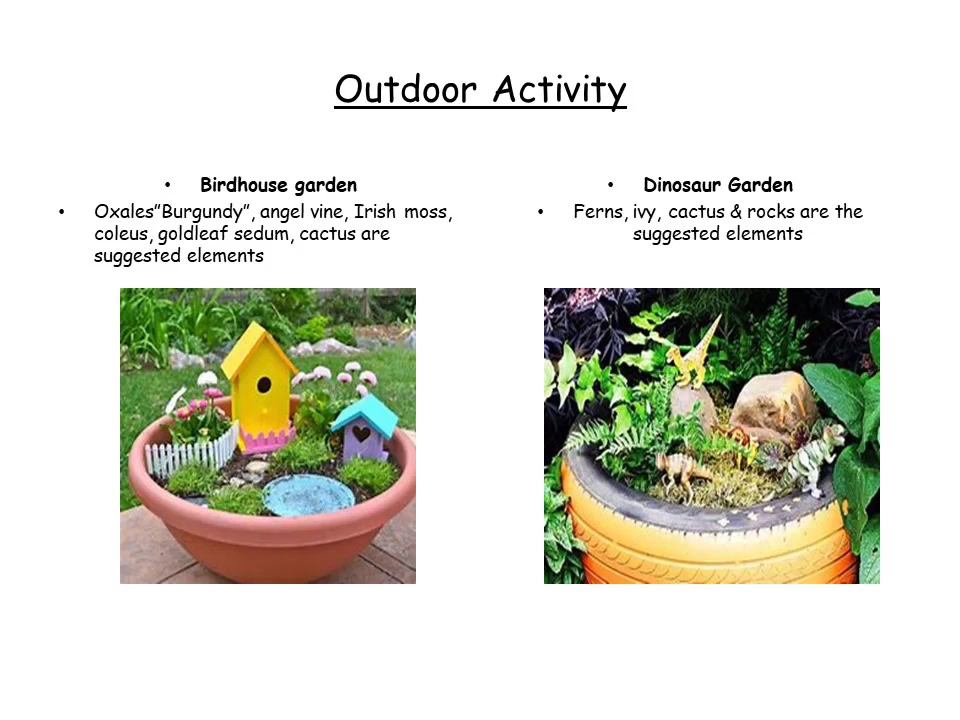 Outdoor Activity
• Birdhouse garden
• Oxales”Burgundy”, angel vine, Irish moss,
coleus, goldleaf sedum, cactus are
suggested elements
• Dinosaur Garden
• Ferns, ivy, cactus & rocks are the
suggested elements